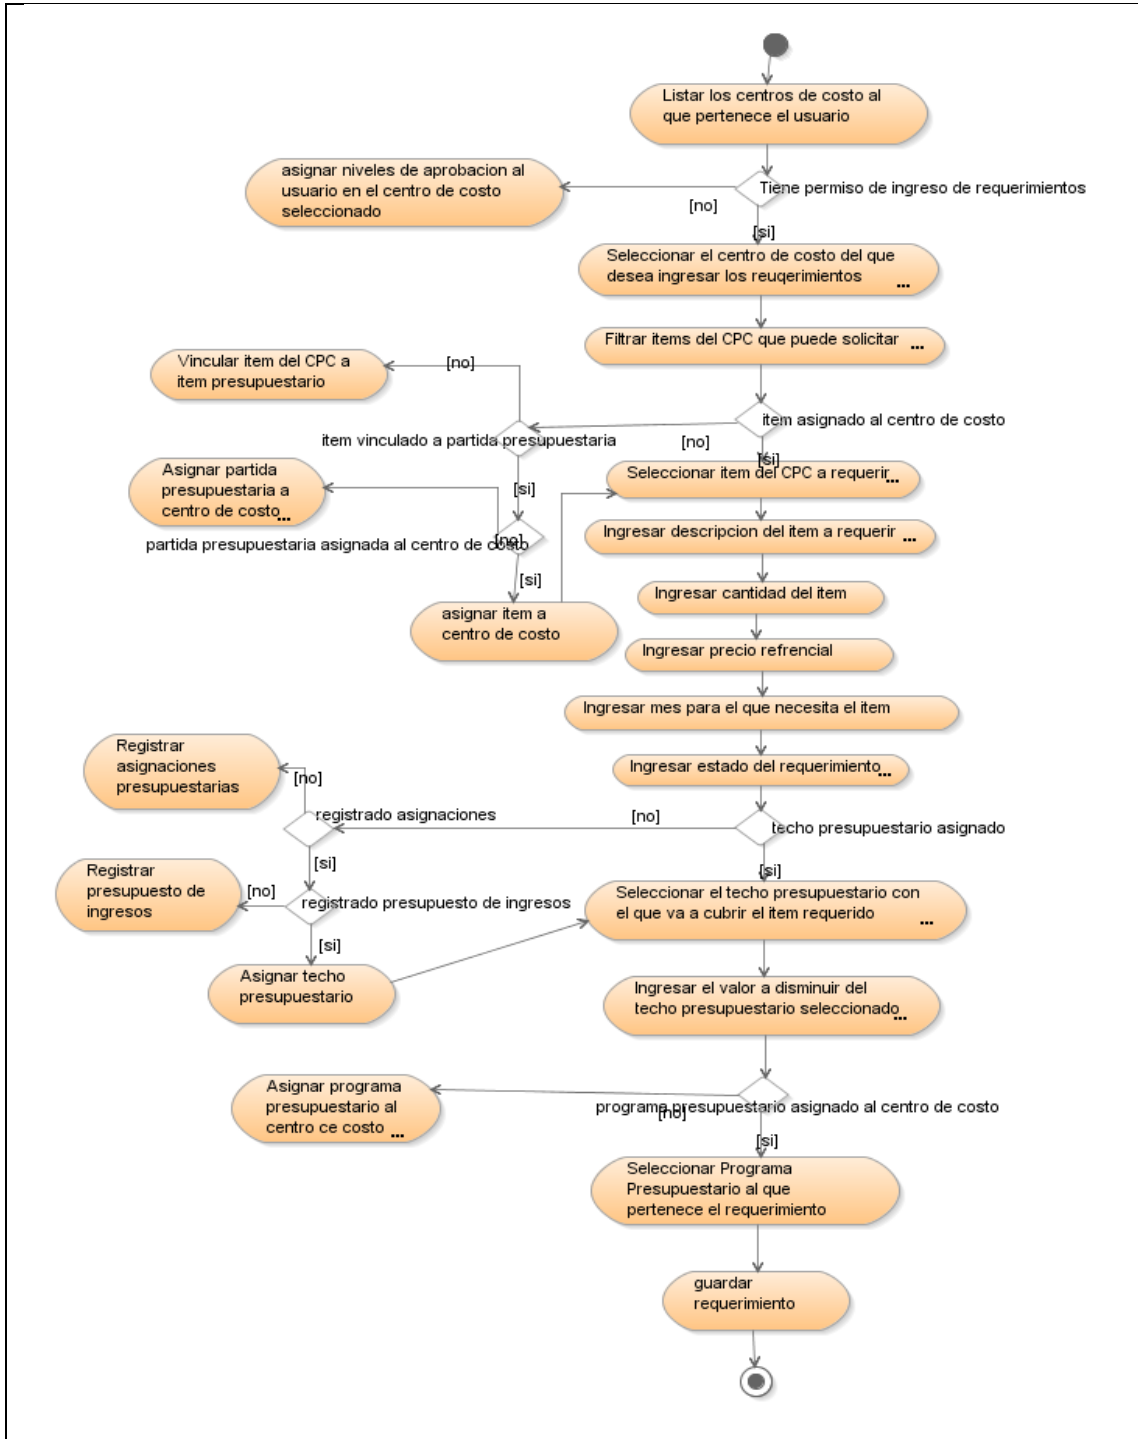 Listar los centros de costo al
que pertenece el usuario
asignar niveles de aprobacion al
usuario en el centro de costo
seleccionado
Tiene permiso de ingreso de requerimientos
[no]
[si]
Seleccionar el centro de costo del que
desea ingresar los reuqerimientos
...
Filtrar items del CPC que puede solicitar ...
Vincular item del CPC a
item presupuestario
[no]
item asignado al centro de costo
item vinculado a partida presupuestaria
[no]
[si]
Asignar partida
presupuestaria a
centro de costo...
Seleccionar item del CPC a requerir...
[si]
Ingresar descripcion del item a requerir ...
partida presupuestaria asignada al centro de costo
[no]
[si]
asignar item a
centro de costo
Ingresar cantidad del item
Ingresar precio refrencial
Ingresar mes para el que necesita el item
Registrar
asignaciones
presupuestarias
[no]
Ingresar estado del requerimiento...
registrado asignaciones
[no]
techo presupuestario asignado
[si]
[si]
Registrar
presupuesto de
ingresos
[no]
registrado presupuesto de ingresos
Seleccionar el techo presupuestario con
el que va a cubrir el item requerido
...
[si]
Asignar techo
presupuestario
Ingresar el valor a disminuir del
techo presupuestario seleccionado...
Asignar programa
presupuestario al
centro ce costo ...
programa presupuestario asignado al centro de costo
[no]
[si]
Seleccionar Programa
Presupuestario al que
pertenece el requerimiento
guardar
requerimiento